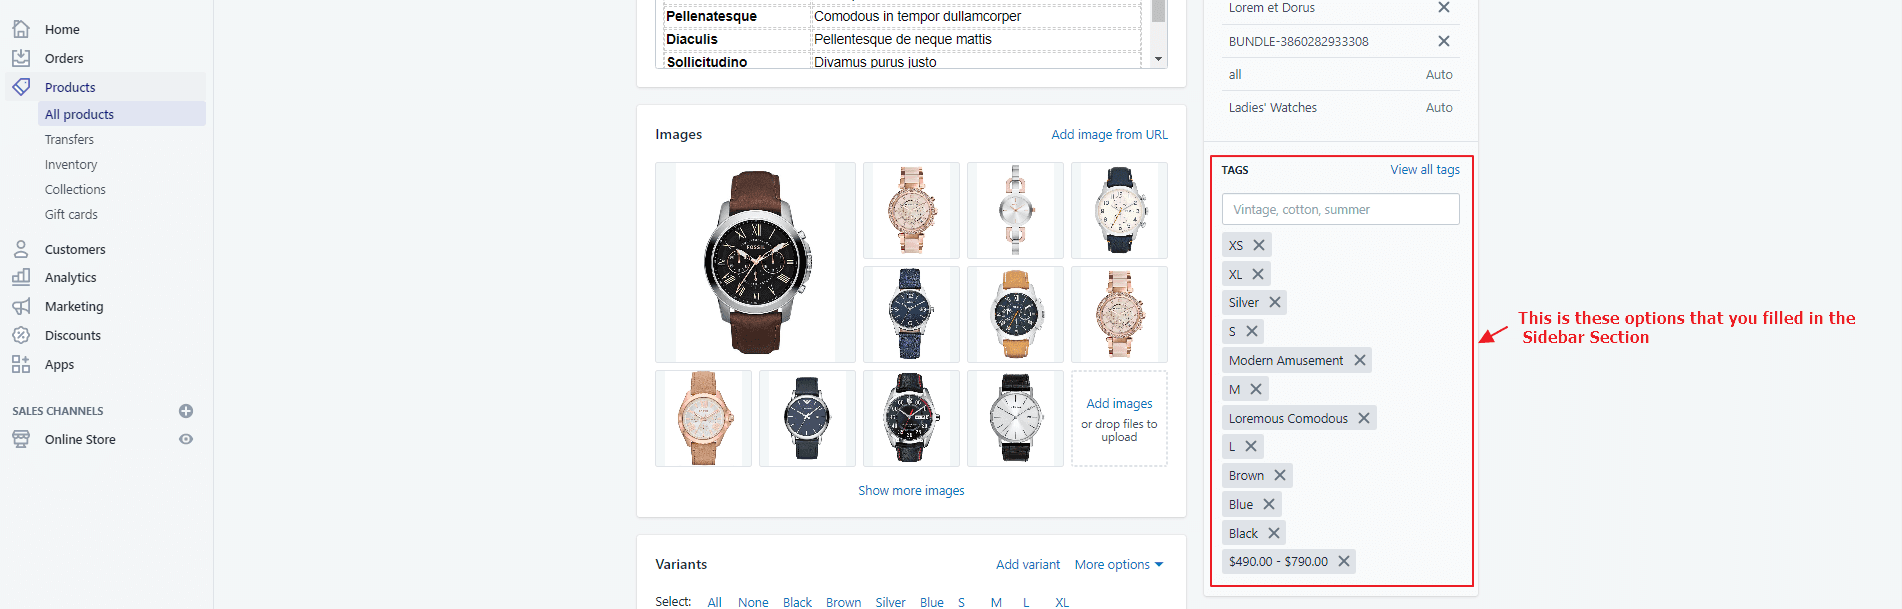 Home
Orders
Products
All products
Transfers
Inventory
Collections
Gift cards
Customers
Analytics
Marketing
Discounts
Apps
SALES CHANNELS
Online Store
Pellenatesque Comodous in tempor dullamcorper
Diaculis Pellentesque de neque mattis
Sollicitudino Divamus purus justo
Images Add image from URL
FOSSIL
Add images
or drop files to
upload
Show more images
Variants Add variant More options
Select: All None Black Brown Silver Blue S M L XL
Lorem et Dorus
BUNDLE-3860282933308
all Auto
Ladies' Watches Auto
TAGS View all tags
Vintage, cotton, summer
XS
XL
Silver
S
Modern Amusement
M
Loremous Comodous
L
Brown
Blue
Black
$490.00 - $790.00
This is these options that you filled in the
Sidebar Section